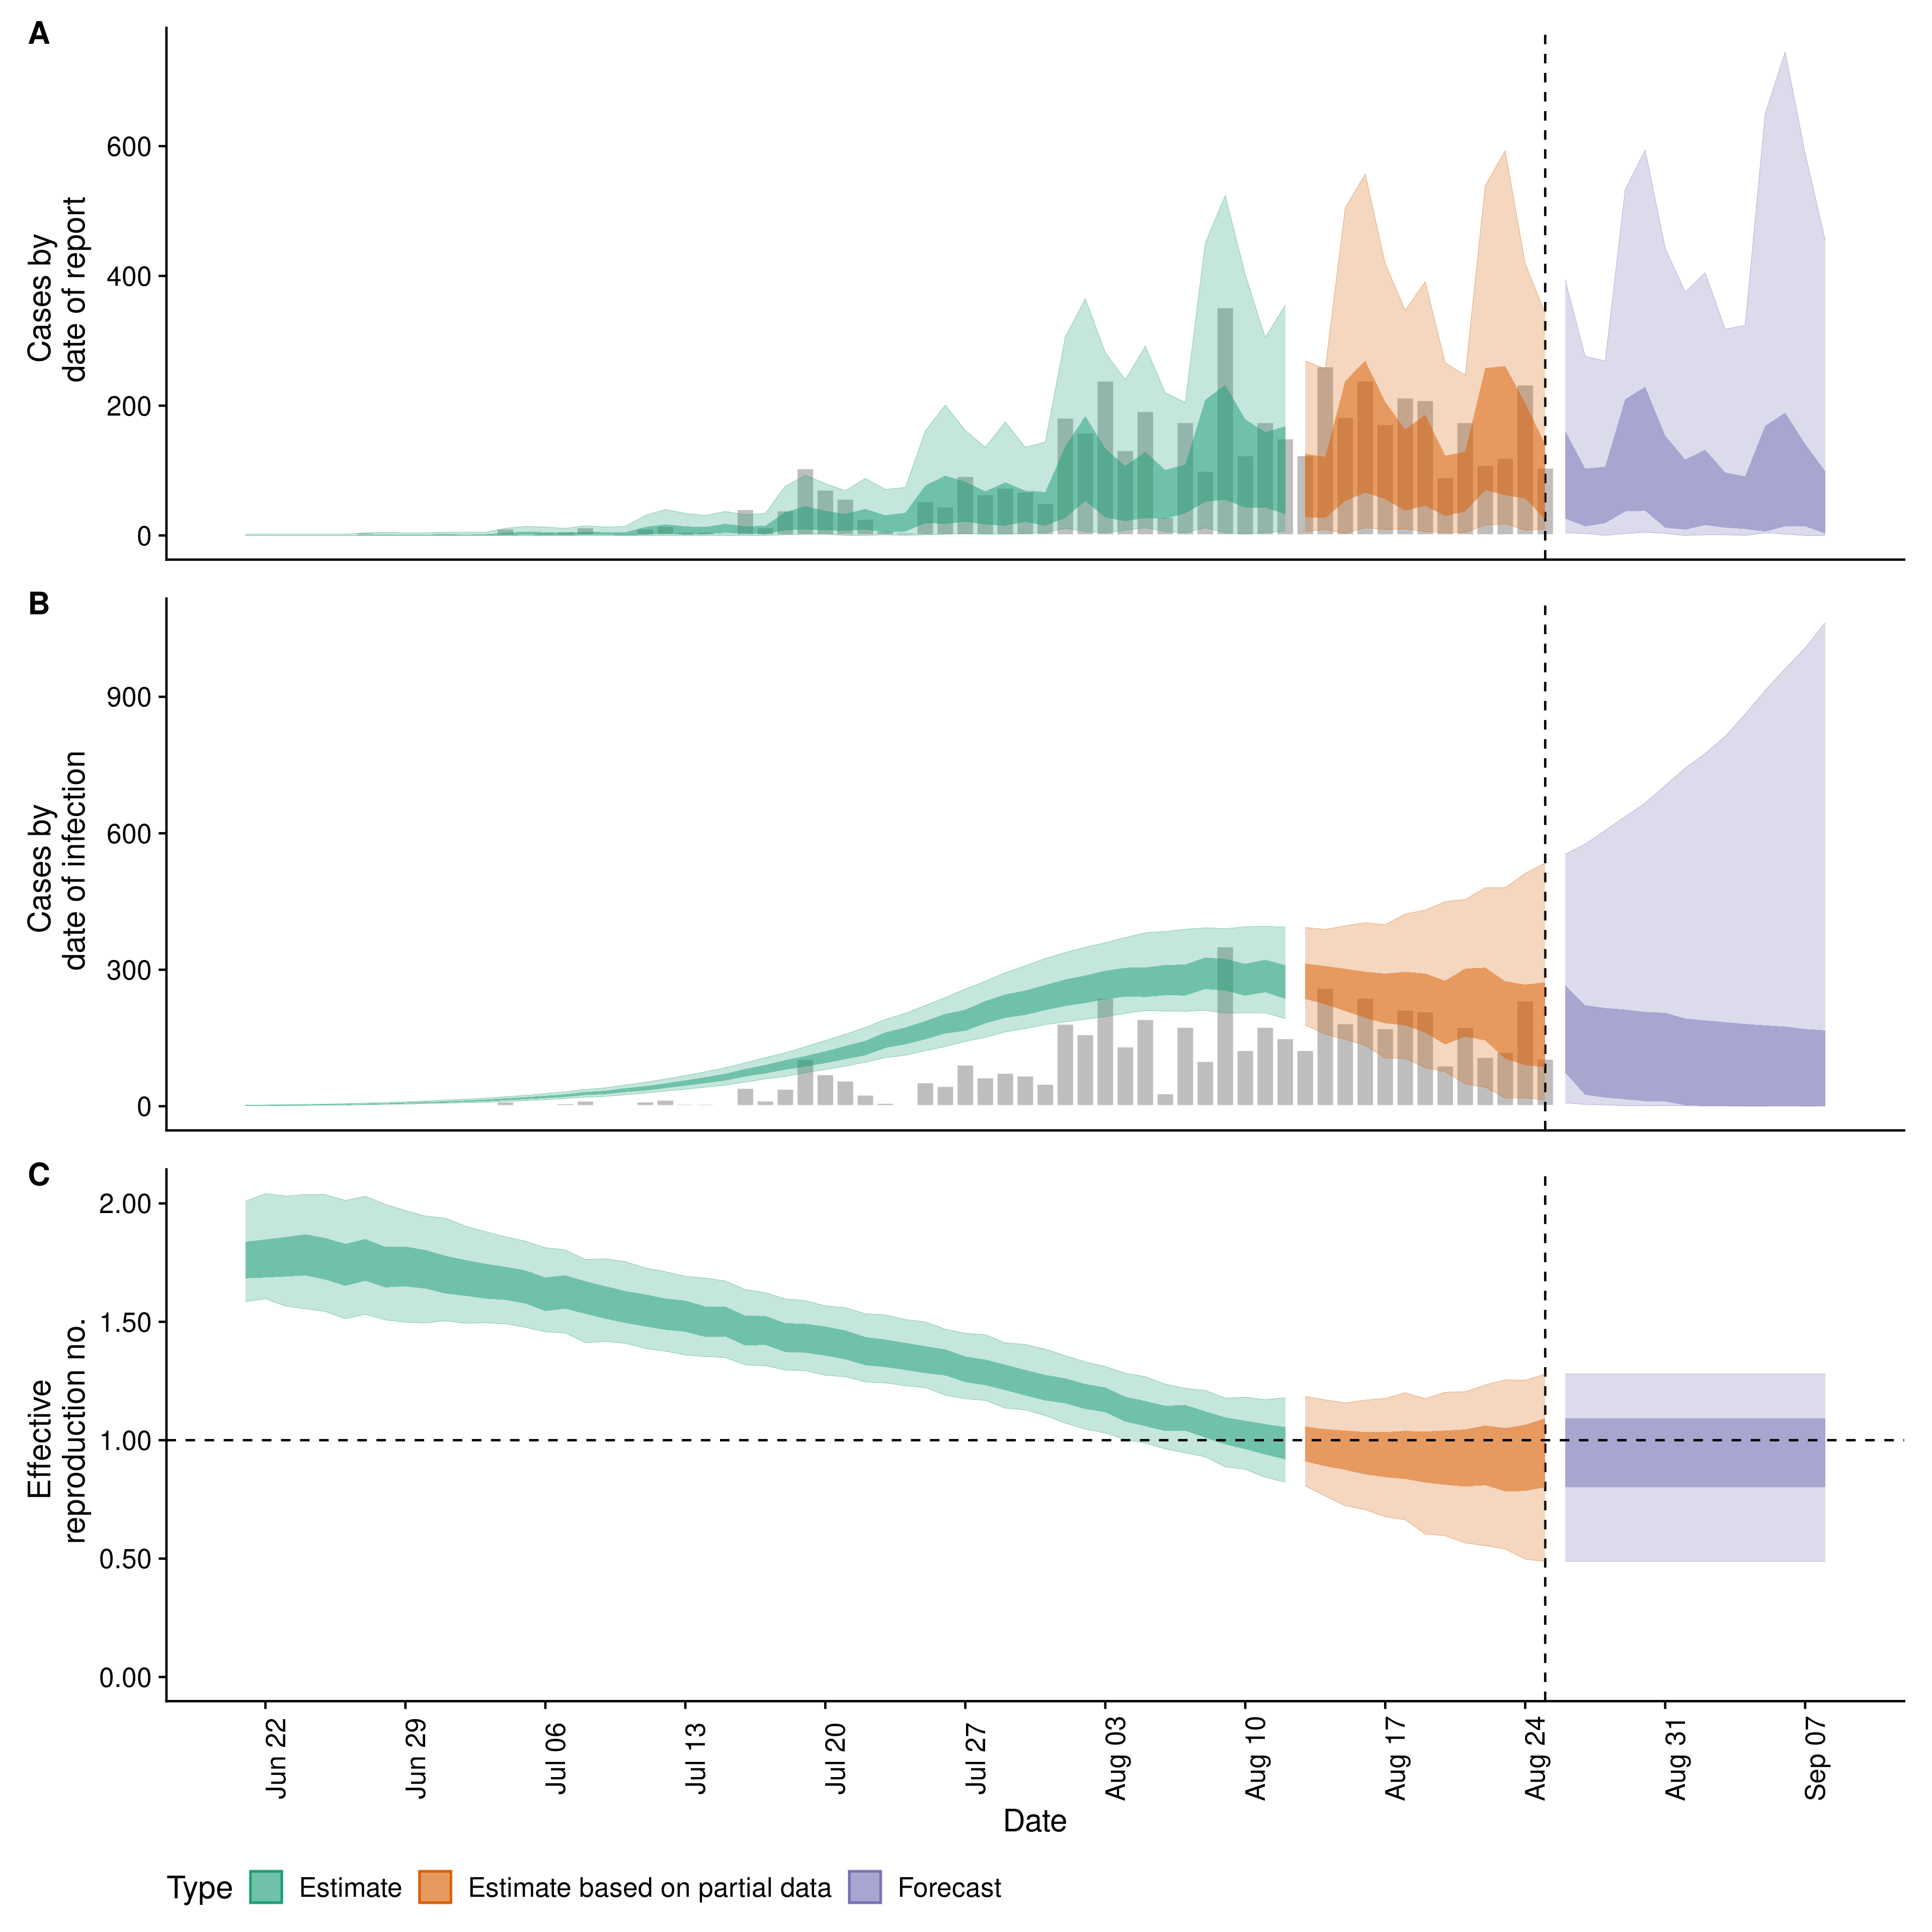 A
Cases by
date of report
600
400
200
0
B
Cases by
date of infection
900
600
300
0
C
Effective
reproduction no.
2.00
1.50
1.00
0.50
0.00
Jun 22
Jun 29
Jul 06
Jul 13
Jul 20
Jul 27
Aug 03
Aug 10
Aug 17
Aug 24
Aug 31
Sep 07
Date
Type Estimate Estimate based on partial data Forecast